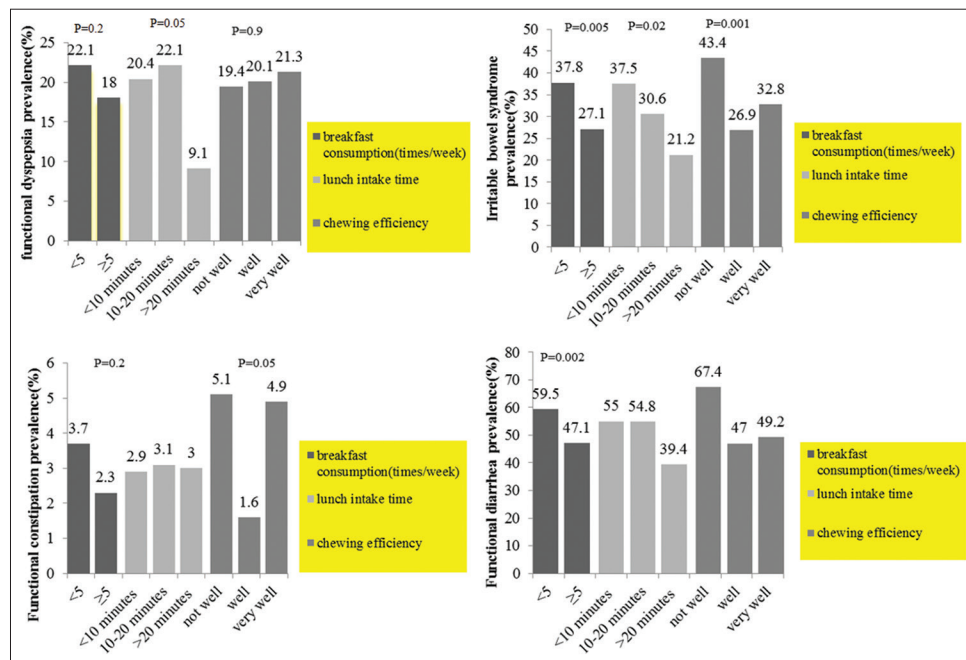 functional dyspepsia prevalence(%)
P=0.2
P=0.05
P=0.9
25
20
15
10
5
0
22.1
18
20.4
22.1
9.1
19.4
20.1
21.3
<5
≥5
<10 minutes
10-20 minutes
>20 minutes
not well
well
very well
breakfast
consumption(times/week)
lunch intake time
chewing efficiency
Irritable bowel syndrome
prevalence(%)
P=0.005
P=0.02
P=0.001
50
45
40
35
30
25
20
15
10
5
0
37.8
27.1
37.5
30.6
21.2
43.4
26.9
32.8
<5
≥5
<10 minutes
10-20 minutes
>20 minutes
not well
well
very well
breakfast
consumption(times/week)
lunch intake time
chewing efficiency
Functional constipation prevalence(%)
P=0.2
P=0.05
6
5
4
3
2
1
0
3.7
2.3
2.9
3.1
3
5.1
1.6
4.9
<5
≥5
<10 minutes
10-20 minutes
>20 minutes
not well
well
very well
breakfast
consumption(times/week)
lunch intake time
chewing efficiency
Functional diarrhea prevalence(%)
P=0.002
80
70
60
50
40
30
20
10
0
59.5
47.1
55
54.8
39.4
67.4
47
49.2
<5
≥5
<10 minutes
10-20 minutes
>20 minutes
not well
well
very well
breakfast
consumption(times/week)
lunch intake time
chewing efficiency